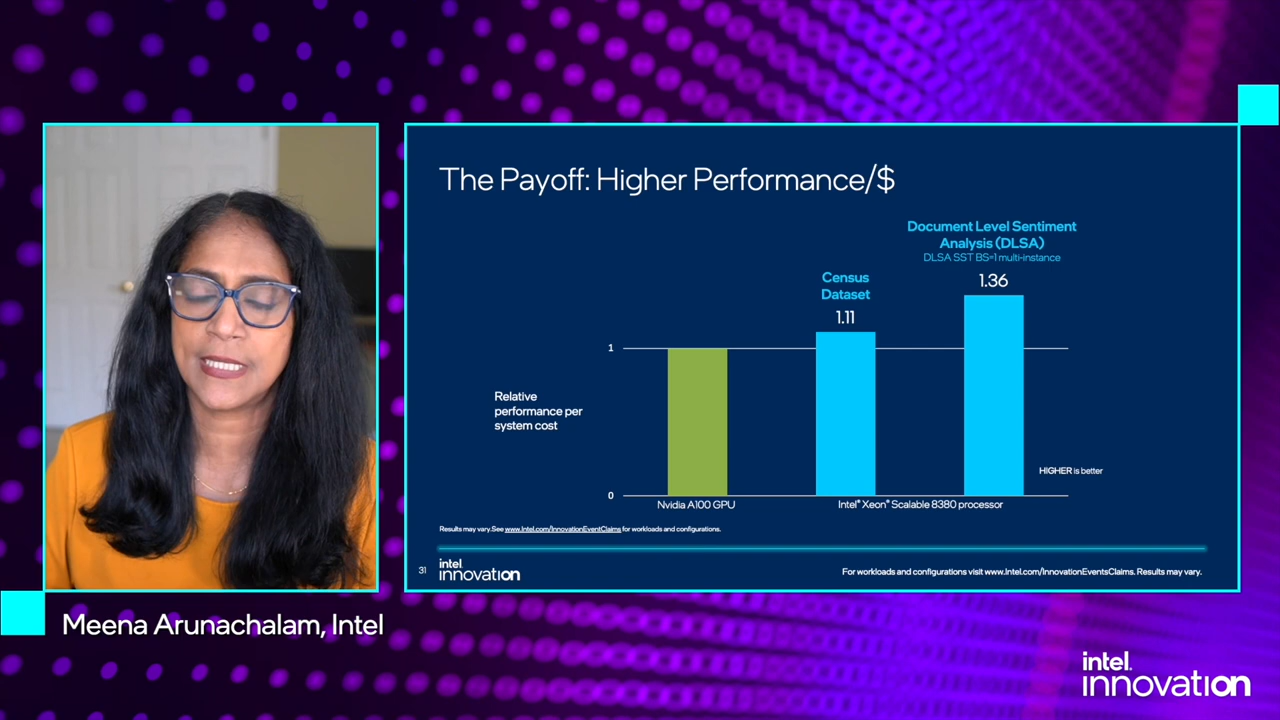 The Payoff: Higher Performance/$
Document Level Sentiment
Analysis (DLSA)
DLSA SST BS=1 multi-instance
1.36
Census
Dataset
1.11
1
Relative
performance per
system cost
HIGHER is better
0
Nvidia A100 GPU
Intel® Xeon® Scalable 8380 processor
Results may vary.See www.Intel.com/InnovationEventClaims for workloads and configurations.
31
intel.
innovation
For workloads and configurations visit www.Intel.com/InnovationEventsClaims. Results may vary.
Meena Arunachalam, Intel
intel.
innovation